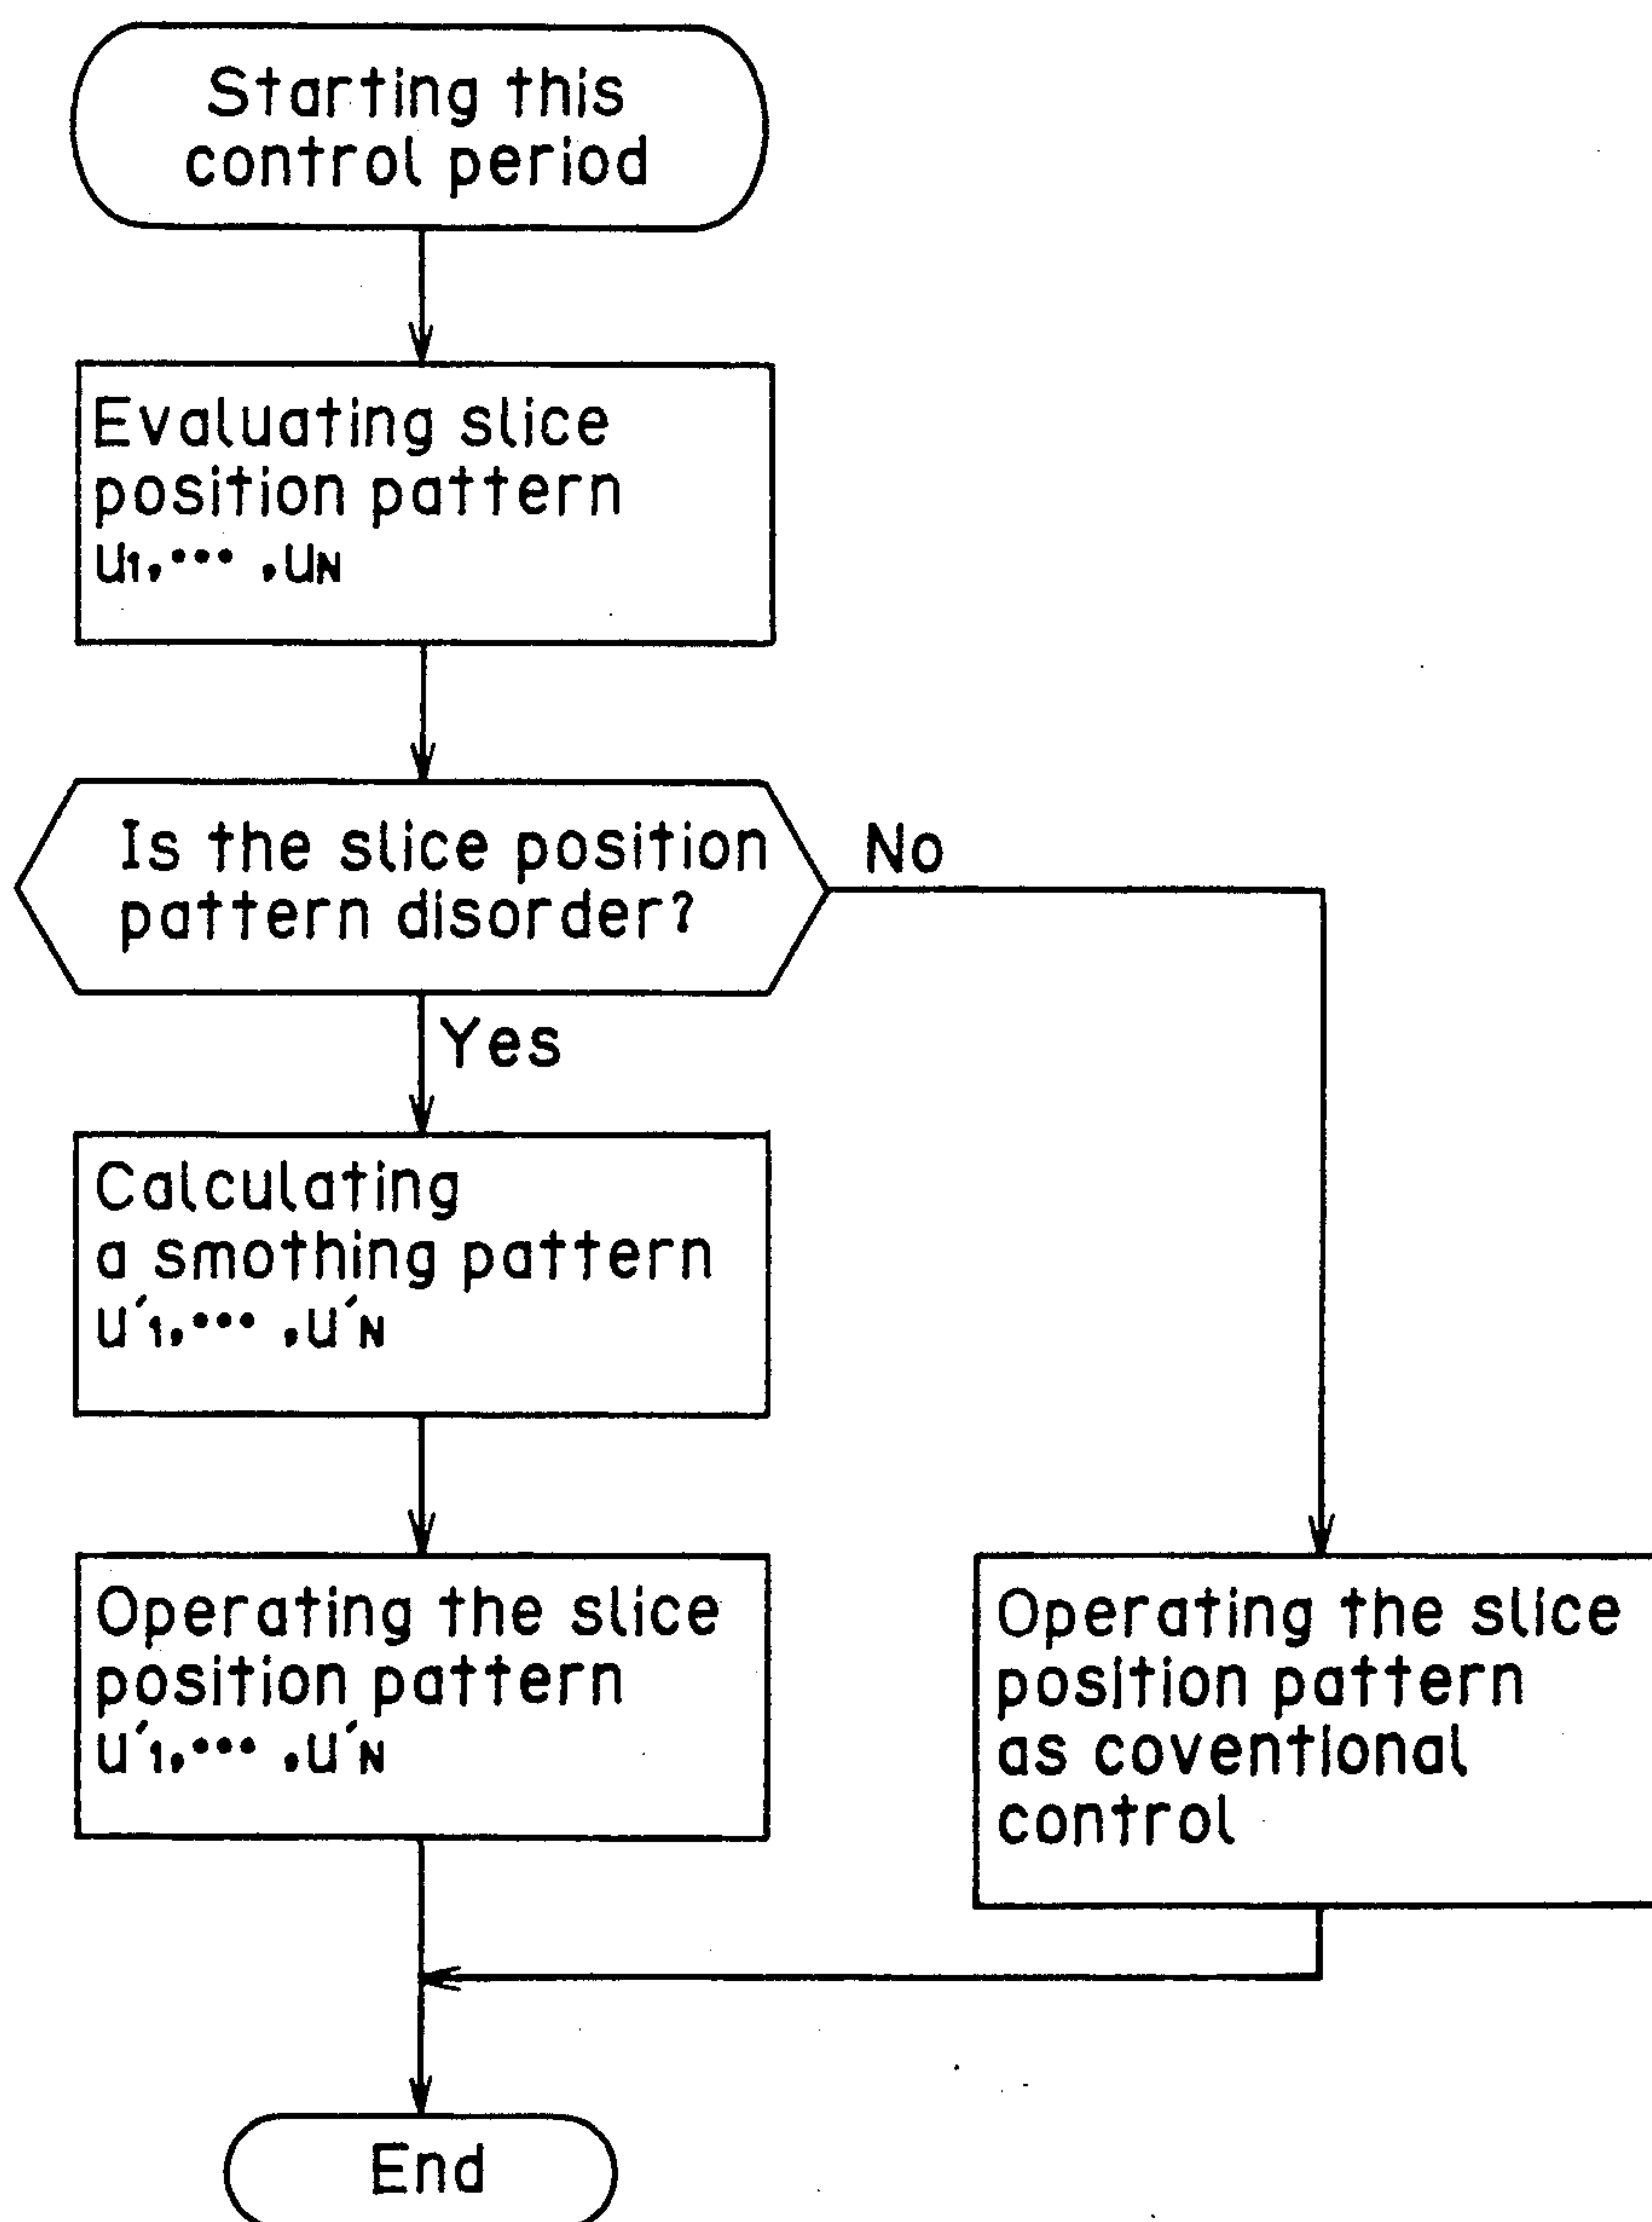 Starting this
control period
Evaluating slice
position pattern
u₁,••• ,uN
Is the slice position
pattern disorder?
No
Yes
Calculating
a smothing pattern
u´₁,••• ,u´N
Operating the slice
position pattern
u´₁,••• ,u´N
Operating the slice
position pattern
as coventional
control
End